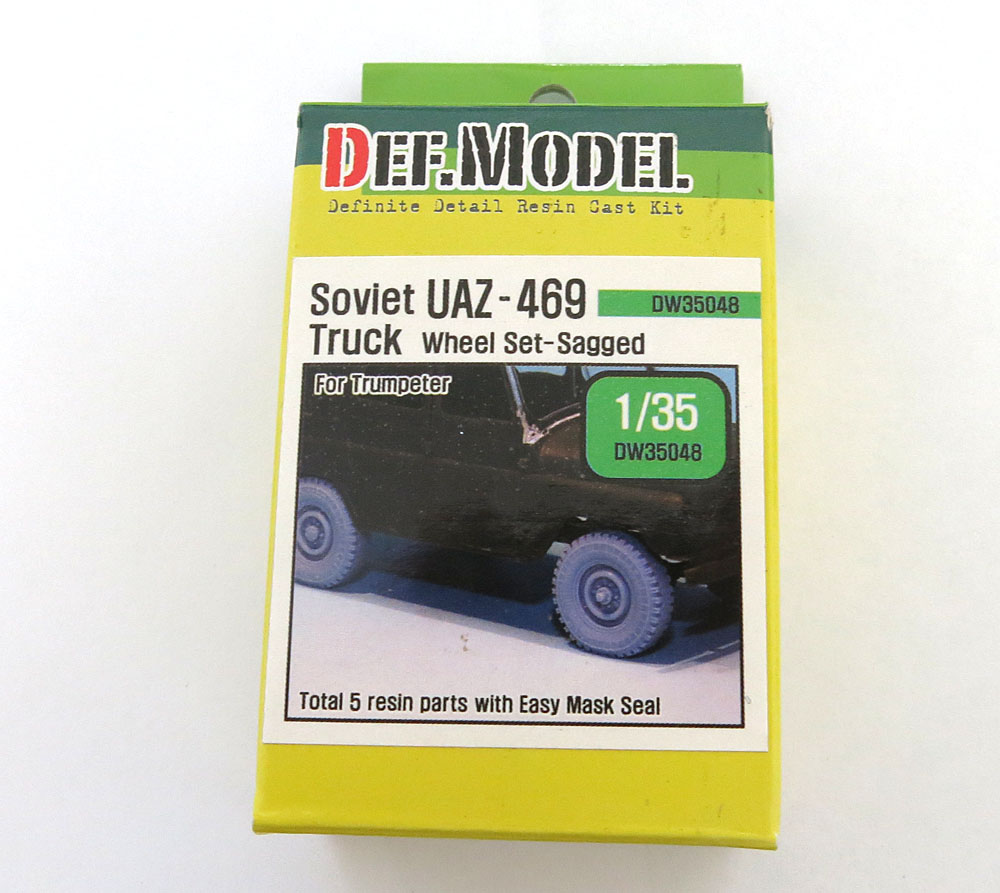 DEF.MODEL
Definite Detail Resin Cast Kit
Soviet UAZ-469 DW35048
Truck Wheel Set-Sagged
For Trumpeter
1/35
DW35048
Total 5 resin parts with Easy Mask Seal